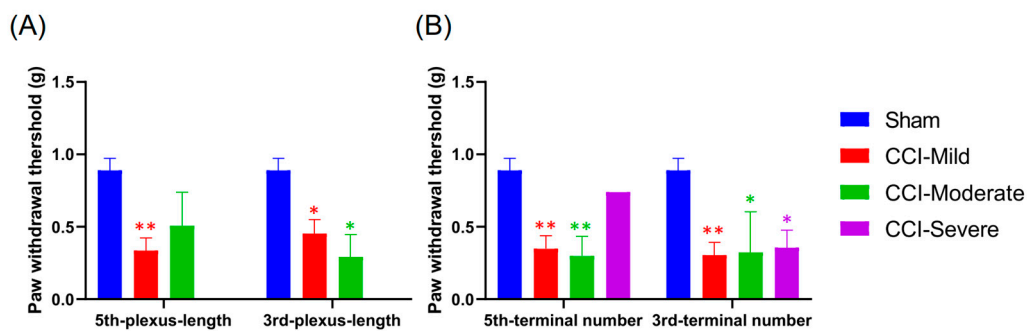 (A)
Paw withdrawal thershold (g)
1.5
1.0
0.5
0.0
**
*
*
5th-plexus-length
3rd-plexus-length
(B)
Paw withdrawal thershold (g)
1.5
1.0
0.5
0.0
**
**
**
*
*
5th-terminal number
3rd-terminal number
Sham
CCI-Mild
CCI-Moderate
CCI-Severe